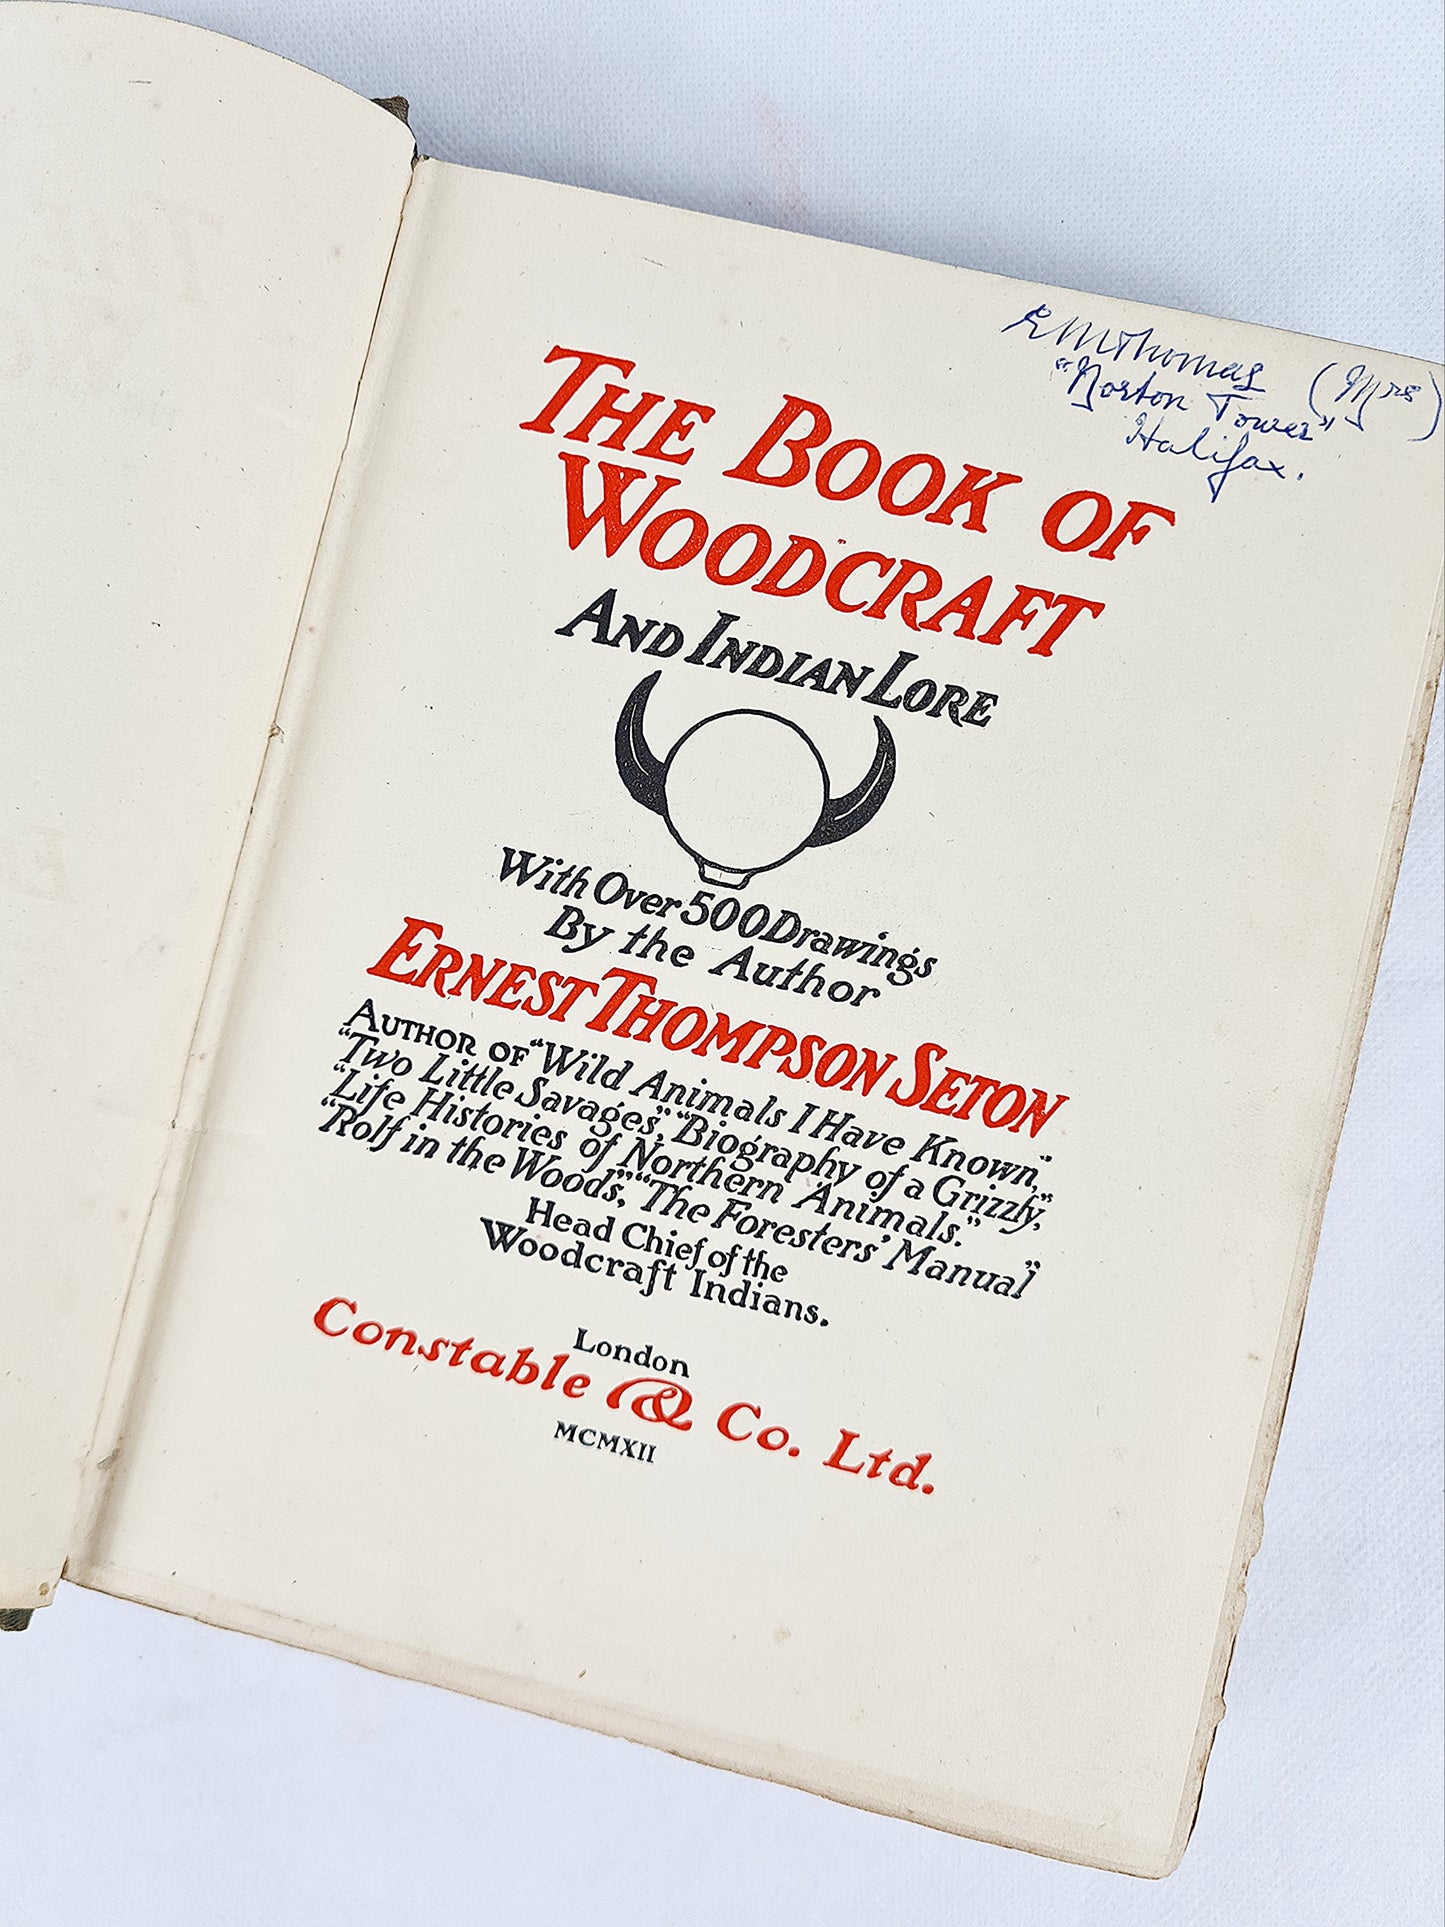 E M Thomas (Mrs)
"Norton Tower"
Halifax.
THE BOOK OF
WOODCRAFT
AND INDIAN LORE
With Over 500 Drawings
By the Author
ERNEST THOMPSON SETON
AUTHOR OF "Wild Animals I Have Known,"
"Two Little Savages," "Biography of a Grizzly,"
"Life Histories of Northern Animals."
"Rolf in the Woods," "The Foresters' Manual"
Head Chief of the
Woodcraft Indians.
London
Constable & Co. Ltd.
MCMXII